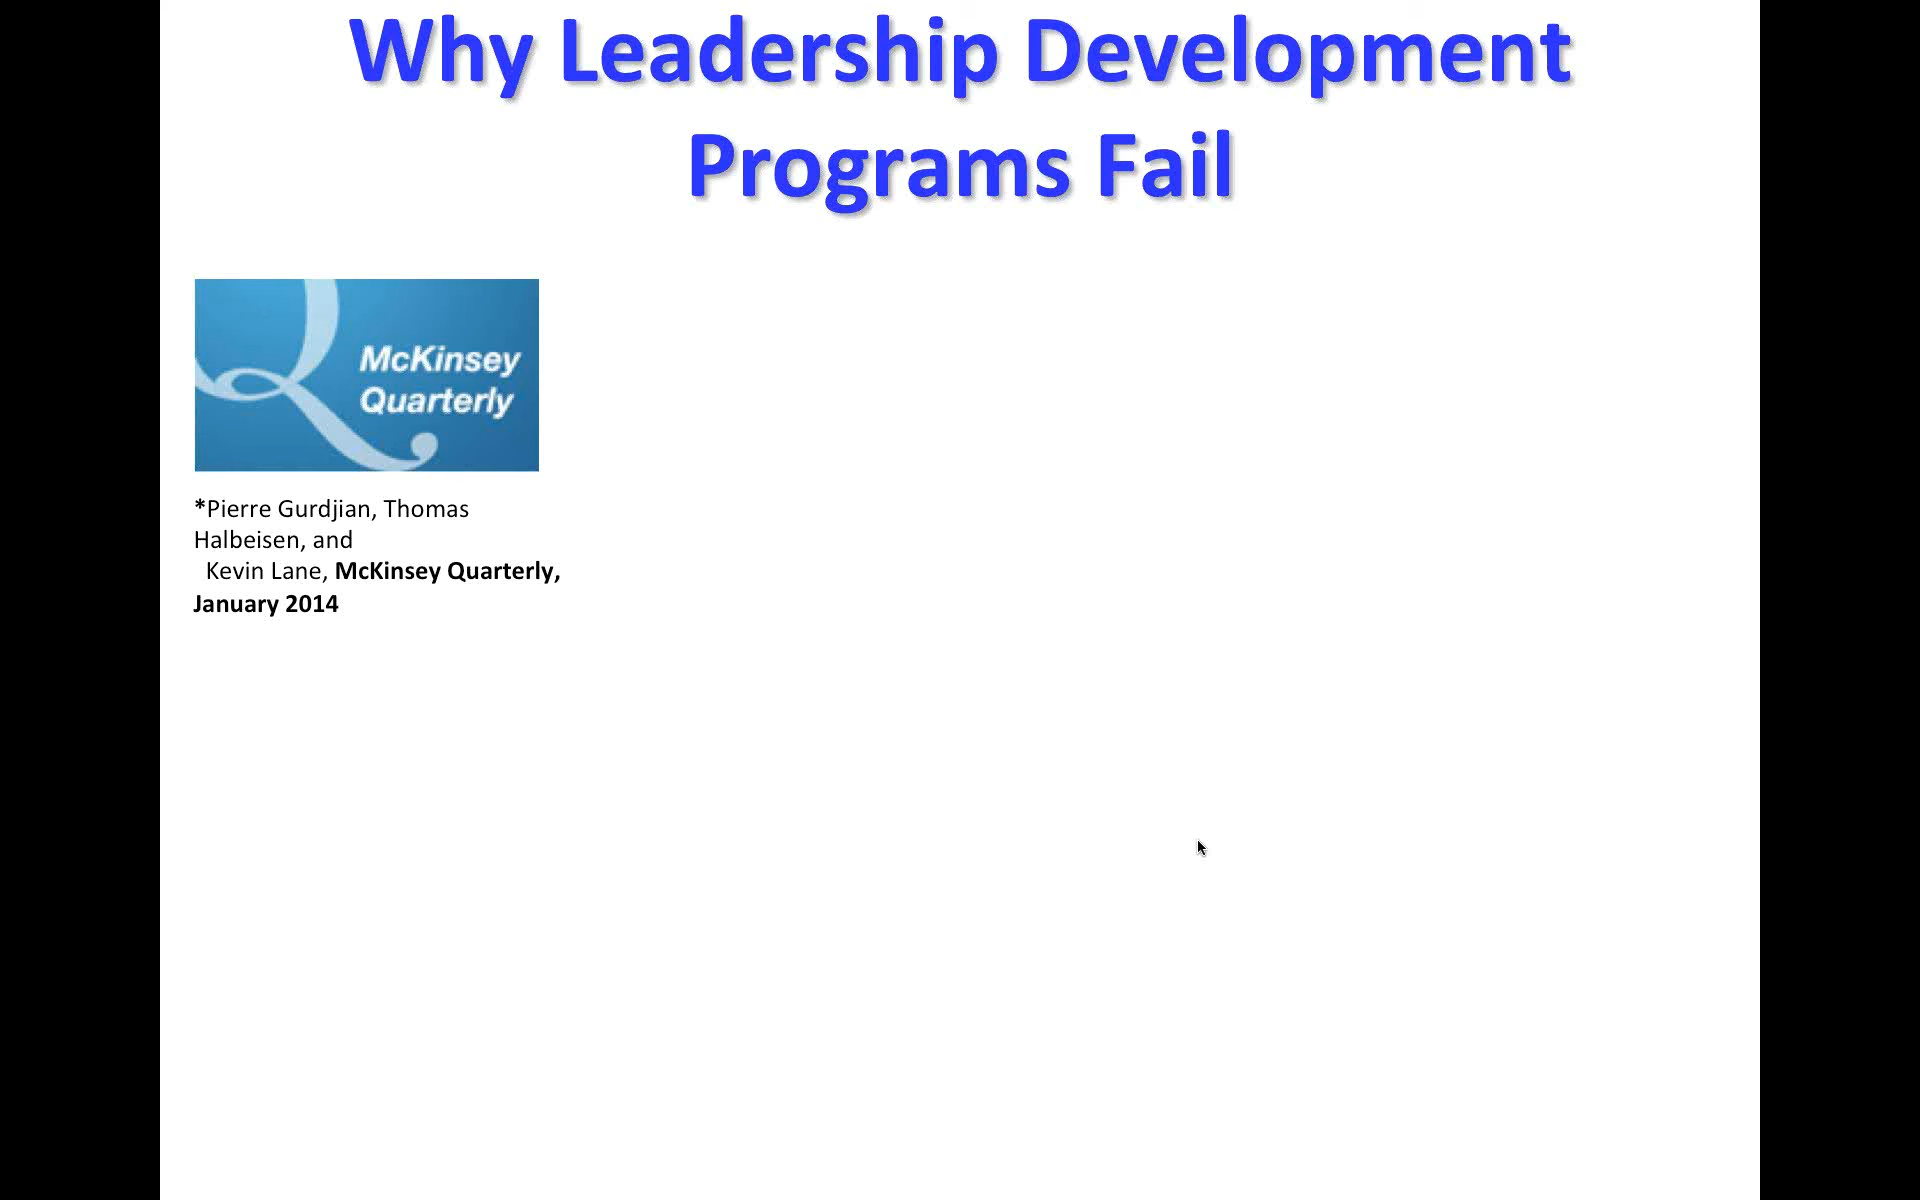 Why Leadership Development
Programs Fail
McKinsey
Quarterly
*Pierre Gurdjian, Thomas
Halbeisen, and
Kevin Lane, McKinsey Quarterly,
January 2014